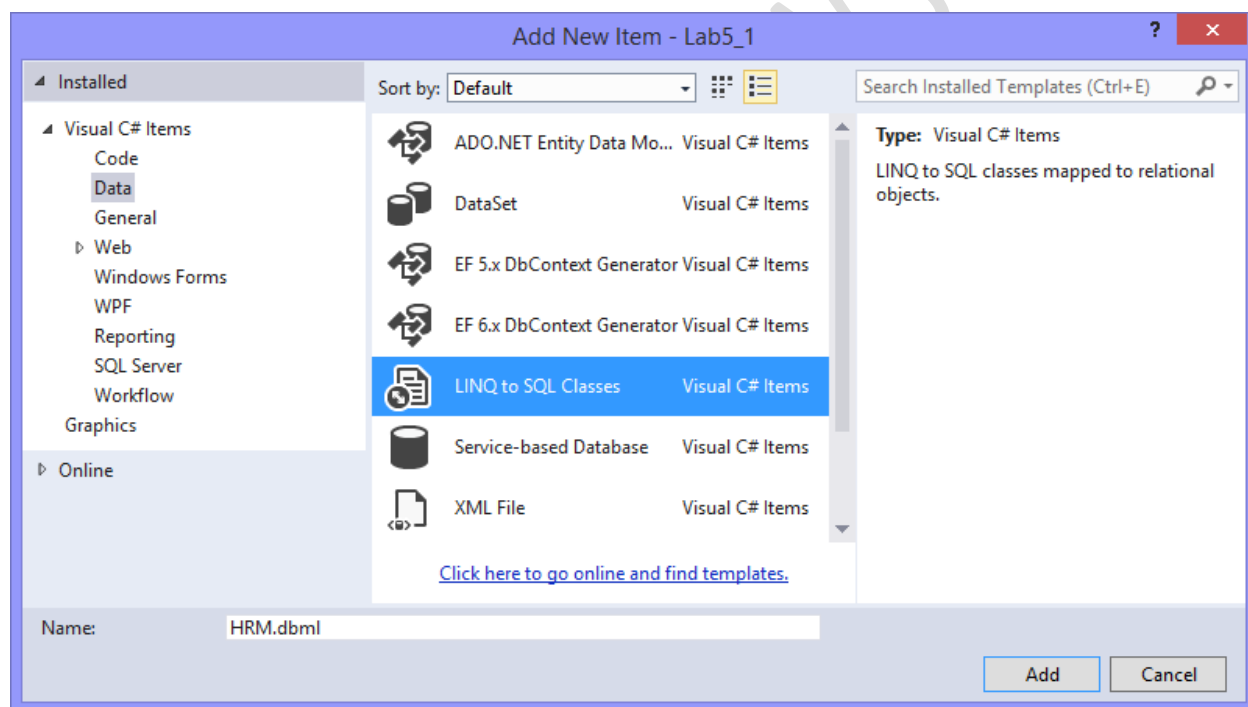 Add New Item - Lab5_1
?
×
Installed
Visual C# Items
Code
Data
General
Web
Windows Forms
WPF
Reporting
SQL Server
Workflow
Graphics
Online
Sort by: Default
ADO.NET Entity Data Mo... Visual C# Items
DataSet Visual C# Items
EF 5.x DbContext Generator Visual C# Items
EF 6.x DbContext Generator Visual C# Items
LINQ to SQL Classes Visual C# Items
Service-based Database Visual C# Items
XML File Visual C# Items
Click here to go online and find templates.
Search Installed Templates (Ctrl+E)
Type: Visual C# Items
LINQ to SQL classes mapped to relational
objects.
Name: HRM.dbml
Add Cancel